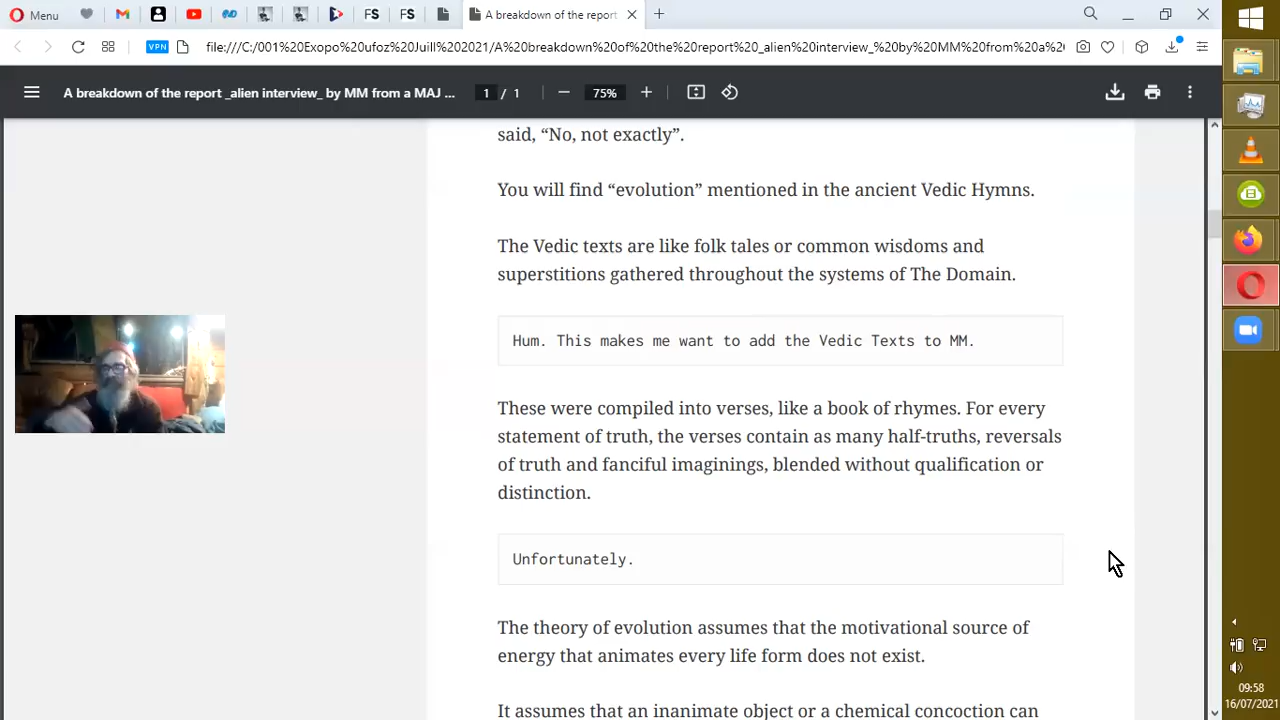 Menu
FS
FS
A breakdown of the report
VPN
file:///C:/001%20Exopo%20ufoz%20Juill%202021/A%20breakdown%20of%20the%20report%20_alien%20interview_%20by%20MM%20from%20a%20
A breakdown of the report _alien interview_ by MM from a MAJ ...
1 / 1
75%
said, “No, not exactly”.
You will find “evolution” mentioned in the ancient Vedic Hymns.
The Vedic texts are like folk tales or common wisdoms and
superstitions gathered throughout the systems of The Domain.
Hum. This makes me want to add the Vedic Texts to MM.
These were compiled into verses, like a book of rhymes. For every
statement of truth, the verses contain as many half-truths, reversals
of truth and fanciful imaginings, blended without qualification or
distinction.
Unfortunately.
The theory of evolution assumes that the motivational source of
energy that animates every life form does not exist.
It assumes that an inanimate object or a chemical concoction can
09:58
16/07/2021